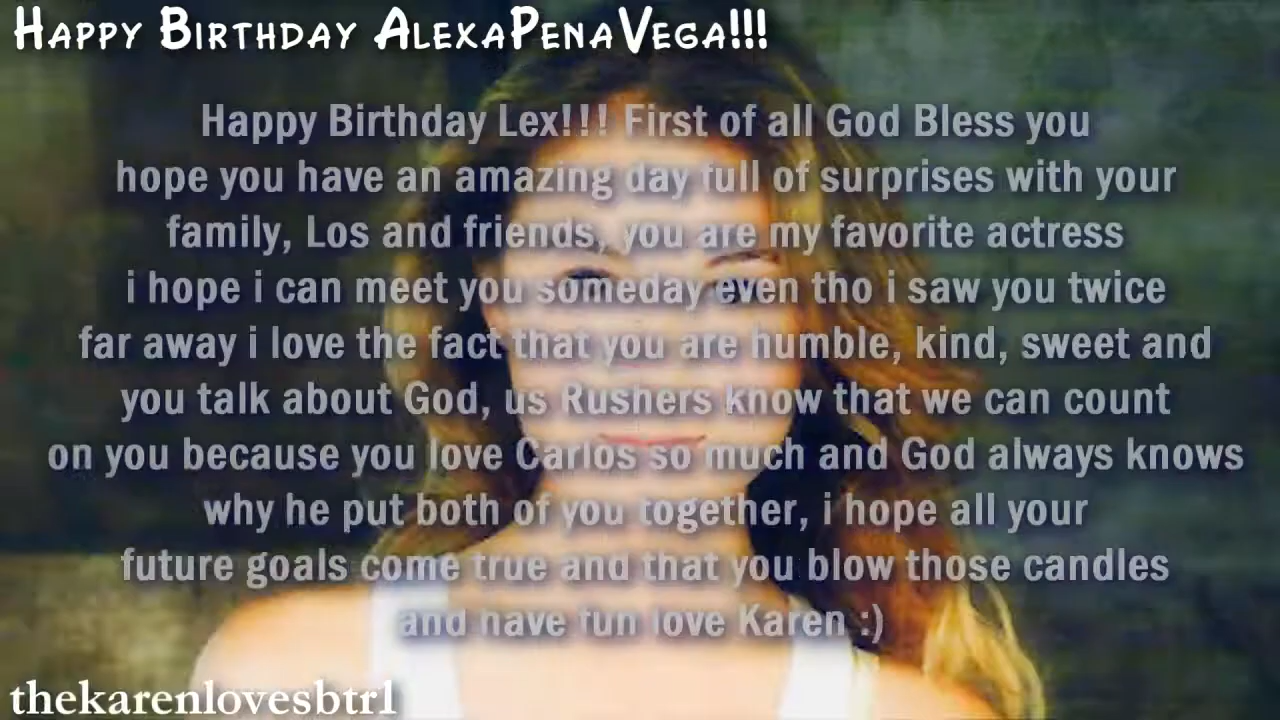 Happy Birthday AlexaPenaVega!!!
Happy Birthday Lex!!! First of all God Bless you
hope you have an amazing day full of surprises with your
family, Los and friends, you are my favorite actress
i hope i can meet you someday even tho i saw you twice
far away i love the fact that you are humble, kind, sweet and
you talk about God, us Rushers know that we can count
on you because you love Carlos so much and God always knows
why he put both of you together, i hope all your
future goals come true and that you blow those candles
and have fun love Karen :)
thekarenlovesbtr1